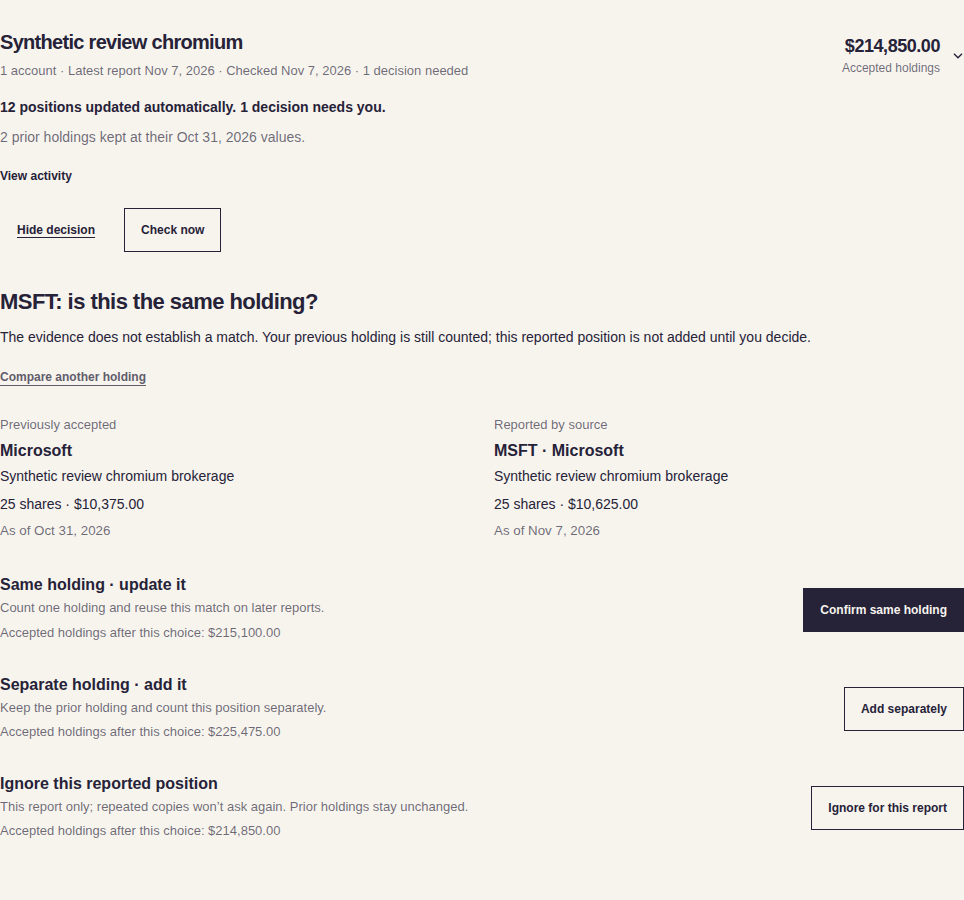 Synthetic review chromium
$214,850.00
1 account · Latest report Nov 7, 2026 · Checked Nov 7, 2026 · 1 decision needed
Accepted holdings
12 positions updated automatically. 1 decision needs you.
2 prior holdings kept at their Oct 31, 2026 values.
View activity
Hide decision
Check now
MSFT: is this the same holding?
The evidence does not establish a match. Your previous holding is still counted; this reported position is not added until you decide.
Compare another holding
Previously accepted
Microsoft
Synthetic review chromium brokerage
25 shares · $10,375.00
As of Oct 31, 2026
Reported by source
MSFT · Microsoft
Synthetic review chromium brokerage
25 shares · $10,625.00
As of Nov 7, 2026
Same holding · update it
Count one holding and reuse this match on later reports.
Accepted holdings after this choice: $215,100.00
Confirm same holding
Separate holding · add it
Keep the prior holding and count this position separately.
Accepted holdings after this choice: $225,475.00
Add separately
Ignore this reported position
This report only; repeated copies won’t ask again. Prior holdings stay unchanged.
Accepted holdings after this choice: $214,850.00
Ignore for this report